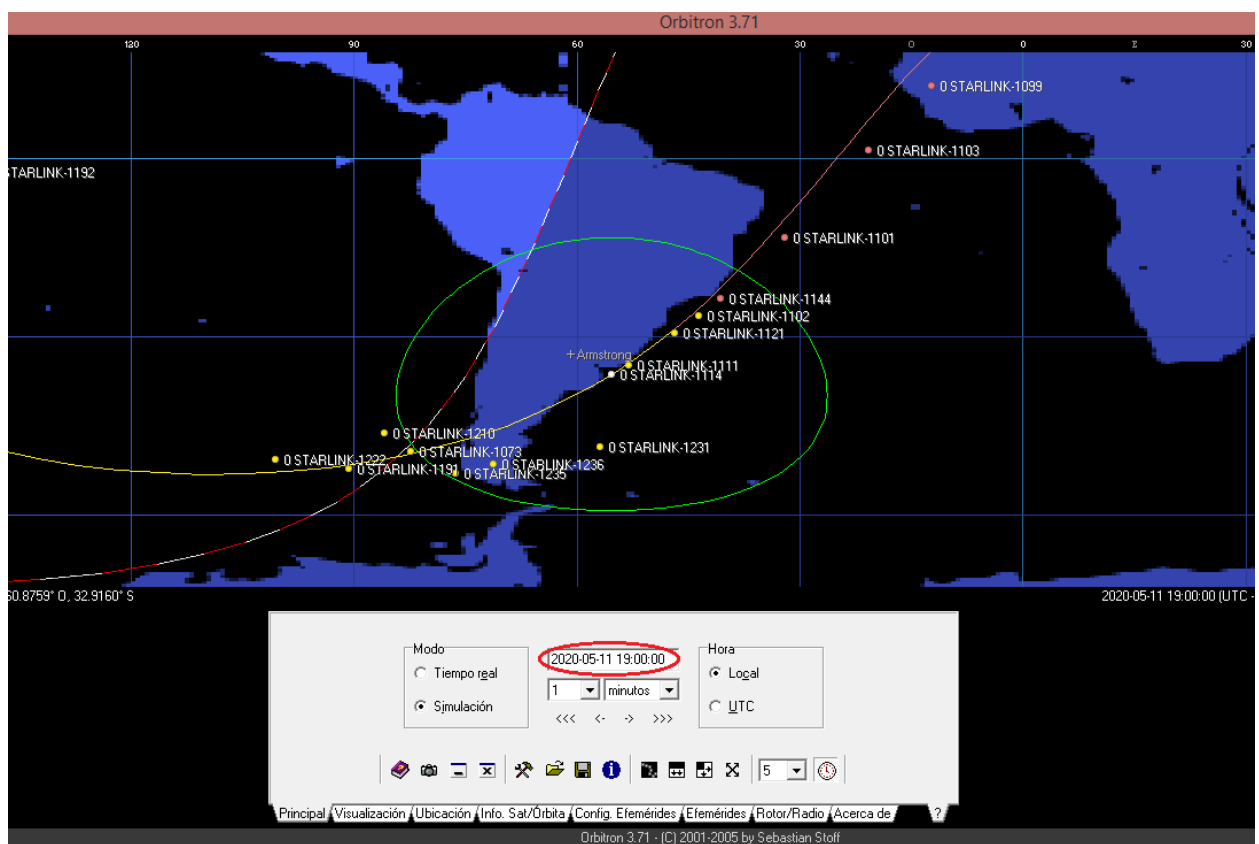 Orbitron 3.71
120 90 60 30 O 0 E 30
0 STARLINK-1099
0 STARLINK-1103
TARLINK-1192
0 STARLINK-1101
0 STARLINK-1144
0 STARLINK-1102
0 STARLINK-1121
+Armstrong
0 STARLINK-1111
0 STARLINK-1114
0 STARLINK-1210
0 STARLINK-1231
0 STARLINK-1073
0 STARLINK-1222
0 STARLINK-1236
0 STARLINK-1191
0 STARLINK-1235
60.8759° O, 32.9160° S
2020-05-11 19:00:00 (UTC -
Modo
Tiempo real
Simulación
2020-05-11 19:00:00
1 minutos
<<< <- -> >>>
Hora
Local
UTC
5
Principal Visualización Ubicación Info. Sat/Órbita Config. Efemérides Efemérides Rotor/Radio Acerca de ?
Orbitron 3.71 - (C) 2001-2005 by Sebastian Stoff